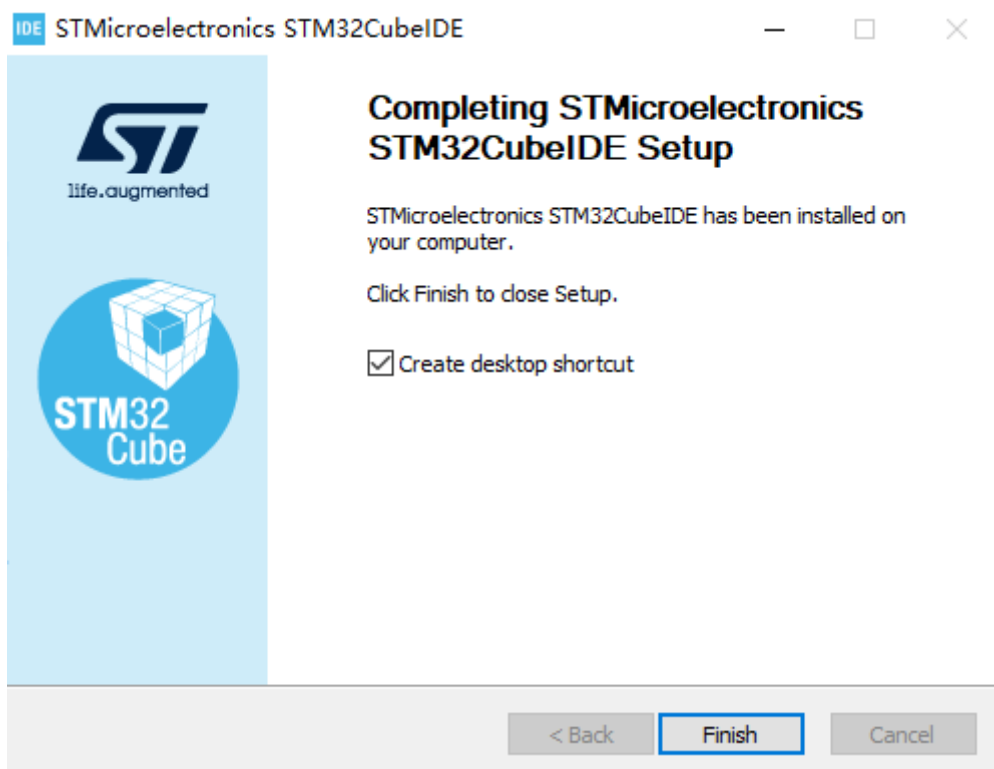 IDE STMicroelectronics STM32CubeIDE
ST
life.augmented
STM32
Cube
Completing STMicroelectronics
STM32CubeIDE Setup
STMicroelectronics STM32CubeIDE has been installed on
your computer.
Click Finish to close Setup.
Create desktop shortcut
< Back
Finish
Cancel